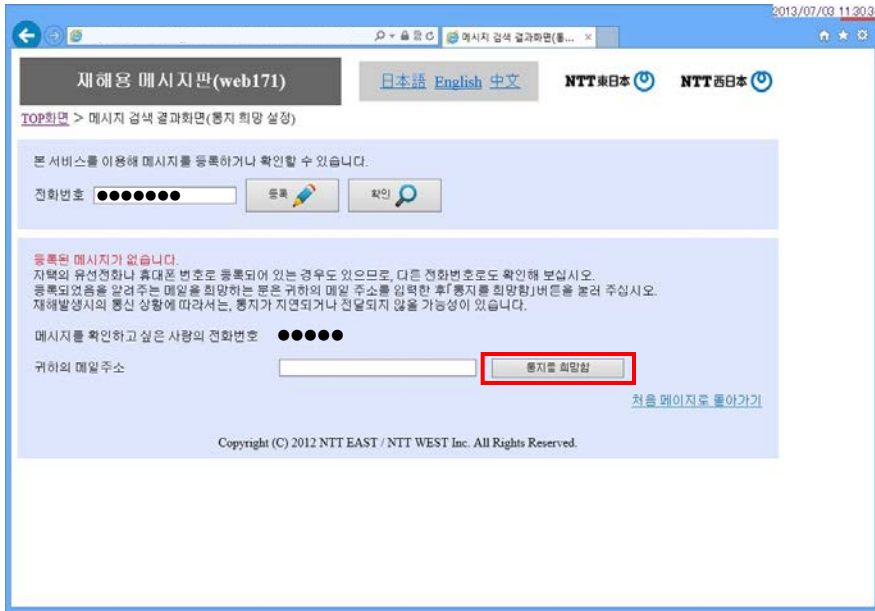 2013/07/03 11:30:3
메시지 검색 결과화면(통...
재해용 메시지판(web171)
日本語 English 中文
NTT東日本 NTT西日本
TOP화면 > 메시지 검색 결과화면(통지 희망 설정)
본 서비스를 이용해 메시지를 등록하거나 확인할 수 있습니다.
전화번호 ●●●●●●● 등록 확인
등록된 메시지가 없습니다.
자택의 유선전화나 휴대폰 번호로 등록되어 있는 경우도 있으므로, 다른 전화번호로도 확인해 보십시오.
등록되었음을 알려주는 메일을 희망하는 분은 귀하의 메일 주소를 입력한 후「통지를 희망함」버튼을 눌러 주십시오.
재해발생시의 통신 상황에 따라서는, 통지가 지연되거나 전달되지 않을 가능성이 있습니다.
메시지를 확인하고 싶은 사람의 전화번호 ●●●●●
귀하의 메일주소 통지를 희망함
처음 페이지로 돌아가기
Copyright (C) 2012 NTT EAST / NTT WEST Inc. All Rights Reserved.